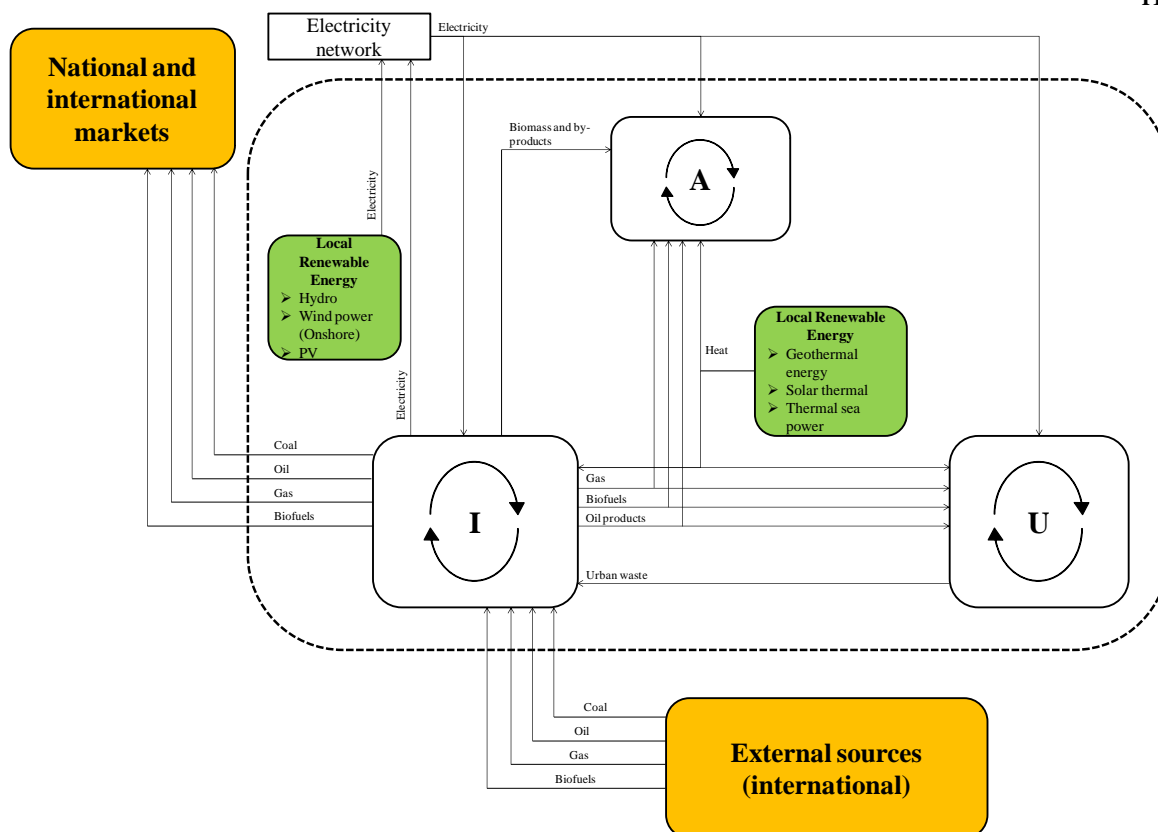 Electricity
network
Electricity
National and
international
markets
Biomass and by-
products
A
Electricity
Local
Renewable
Energy
➢ Hydro
➢ Wind power
(Onshore)
➢ PV
Local Renewable
Energy
➢ Geothermal
energy
➢ Solar thermal
➢ Thermal sea
power
Heat
Electricity
Coal
Oil
Gas
Biofuels
I
Gas
Biofuels
Oil products
Urban waste
U
Coal
Oil
Gas
Biofuels
External sources
(international)